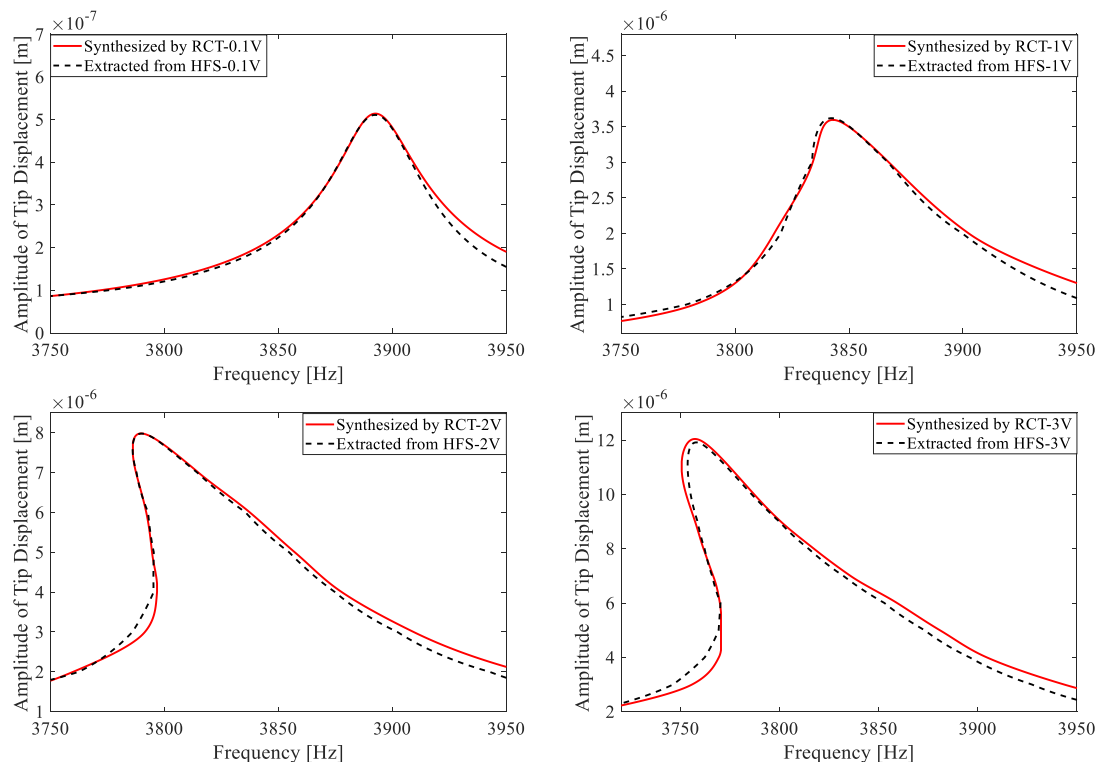 ×10⁻⁷
Amplitude of Tip Displacement [m]
7
6
5
4
3
2
1
0
Synthesized by RCT-0.1V
Extracted from HFS-0.1V
3750 3800 3850 3900 3950
Frequency [Hz]
×10⁻⁶
Amplitude of Tip Displacement [m]
4.5
4
3.5
3
2.5
2
1.5
1
Synthesized by RCT-1V
Extracted from HFS-1V
3750 3800 3850 3900 3950
Frequency [Hz]
×10⁻⁶
Amplitude of Tip Displacement [m]
8
7
6
5
4
3
2
1
Synthesized by RCT-2V
Extracted from HFS-2V
3750 3800 3850 3900 3950
Frequency [Hz]
×10⁻⁶
Amplitude of Tip Displacement [m]
12
10
8
6
4
2
Synthesized by RCT-3V
Extracted from HFS-3V
3750 3800 3850 3900 3950
Frequency [Hz]